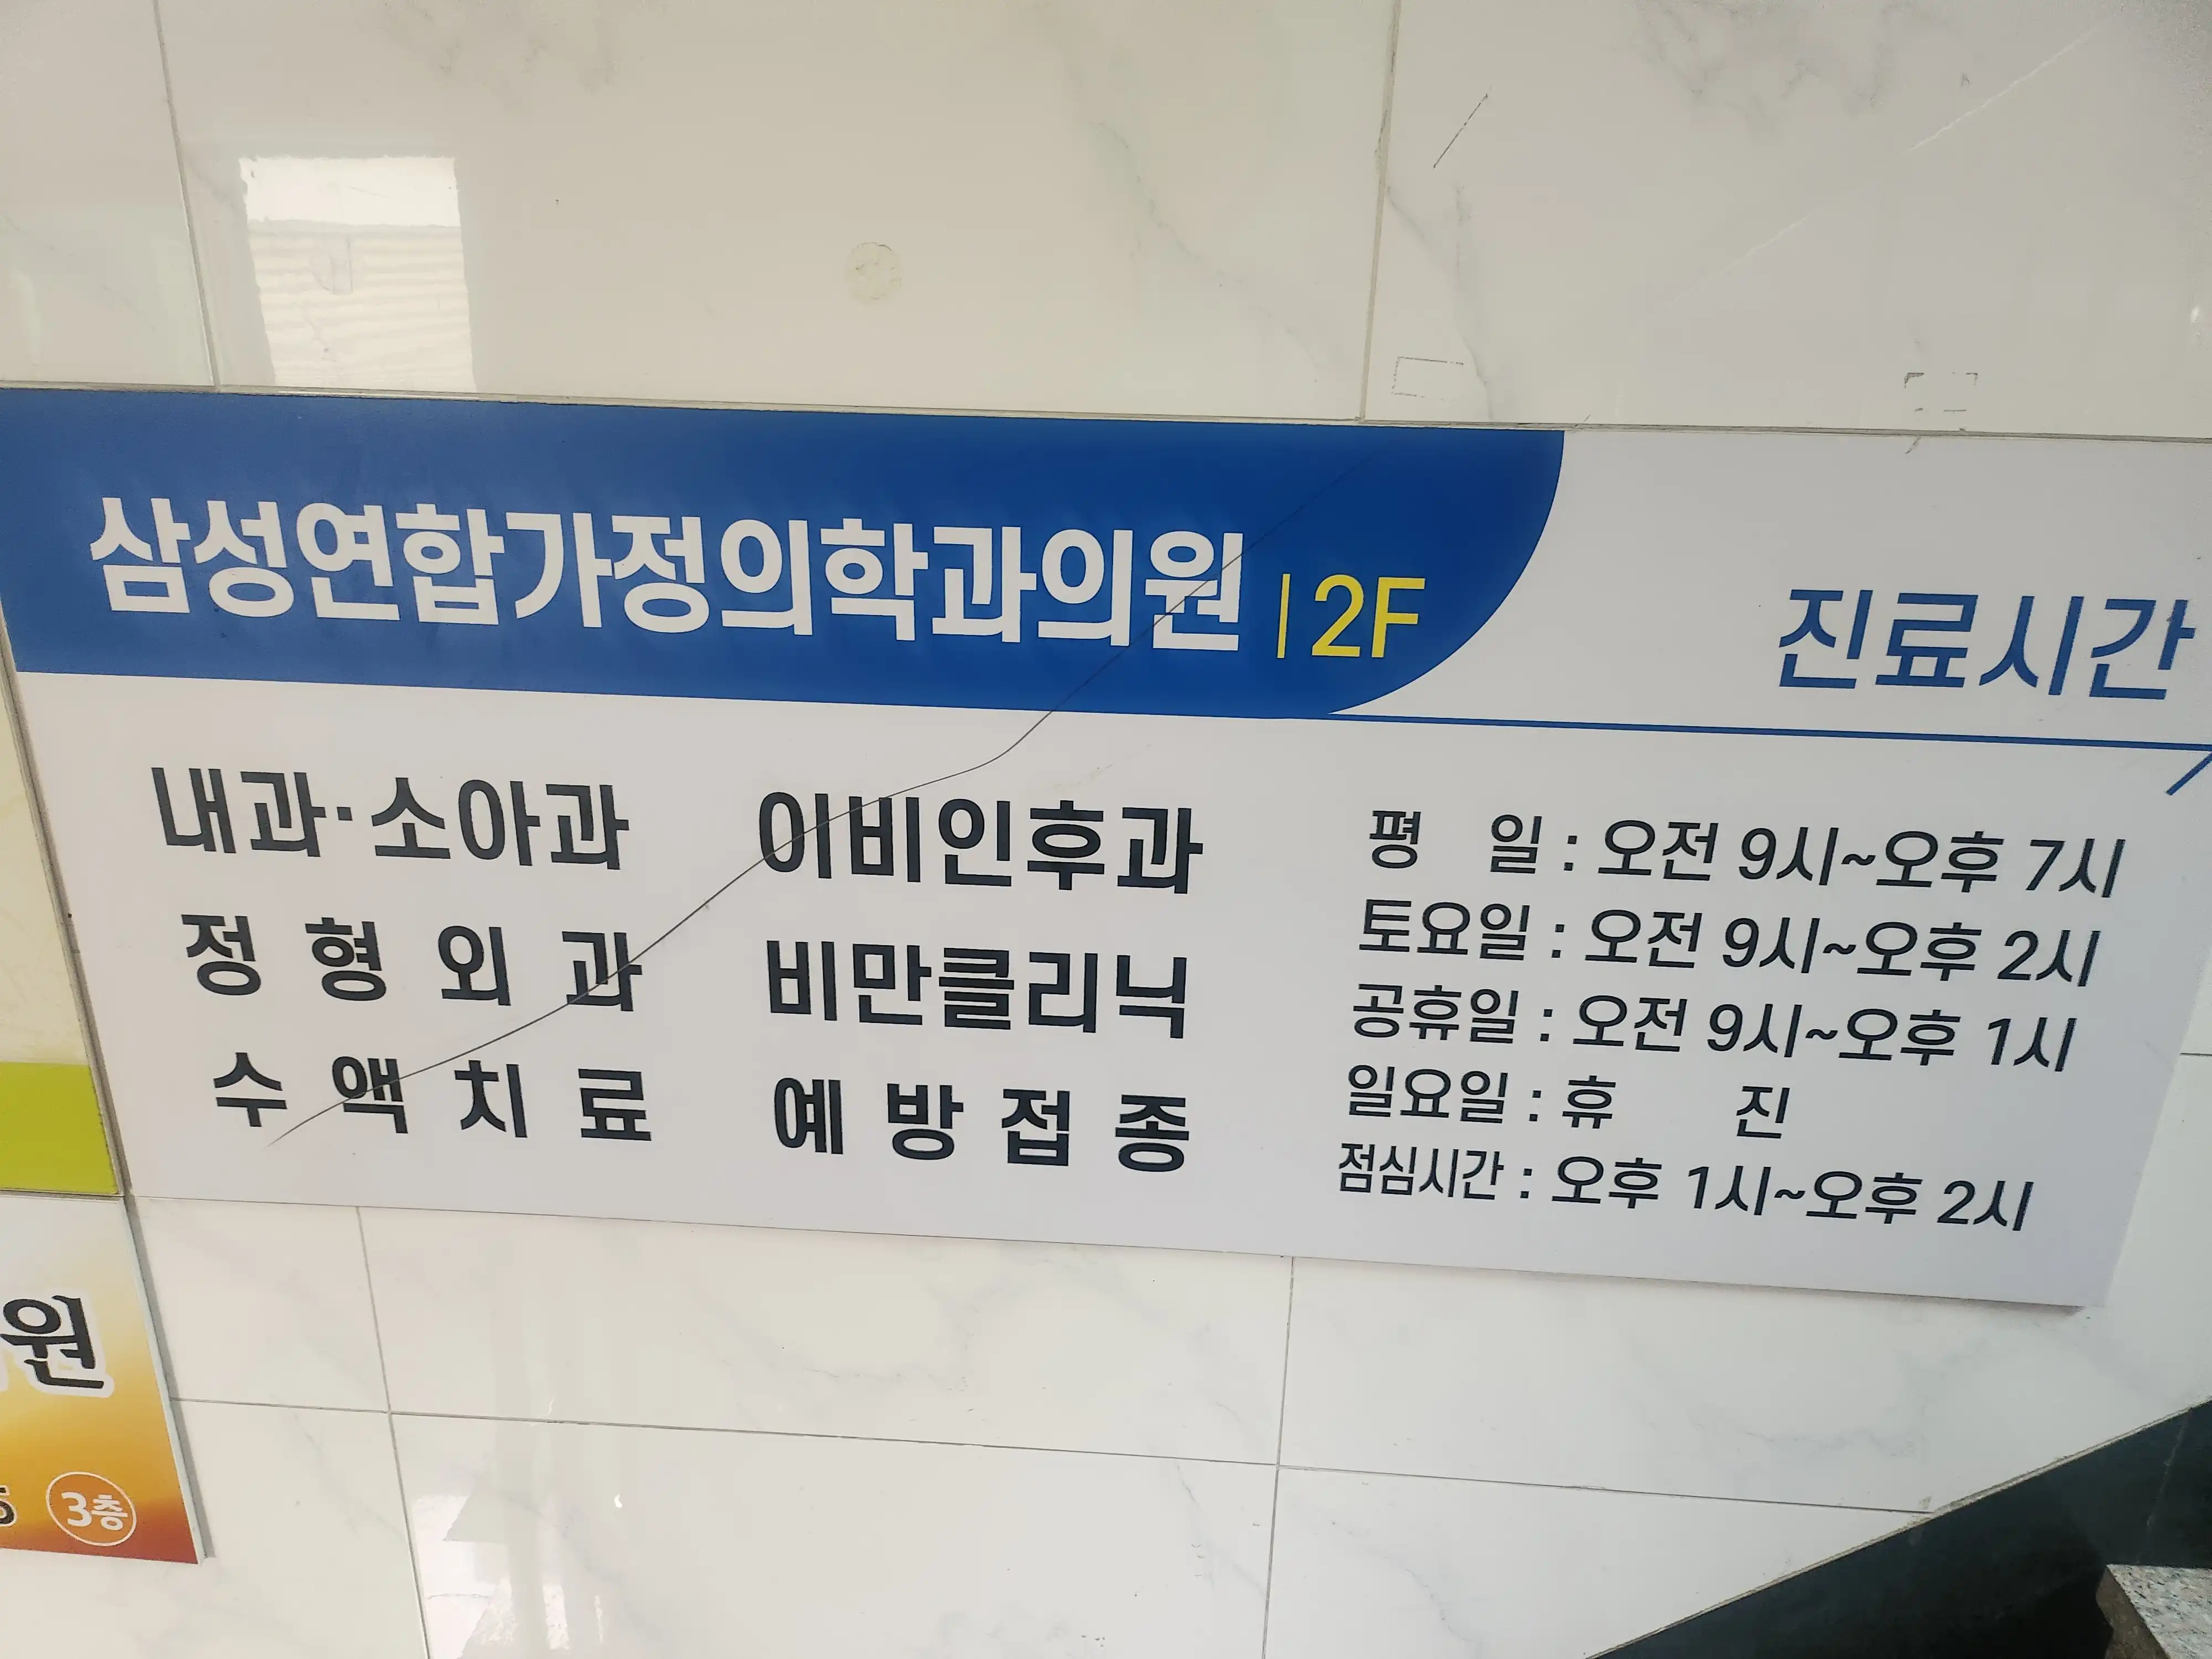 삼성연합가정의학과의원 | 2F
진료시간
내과·소아과 이비인후과
정형외과 비만클리닉
수액치료 예방접종
평 일 : 오전 9시~오후 7시
토요일 : 오전 9시~오후 2시
공휴일 : 오전 9시~오후 1시
일요일 : 휴 진
점심시간 : 오후 1시~오후 2시
원
3층